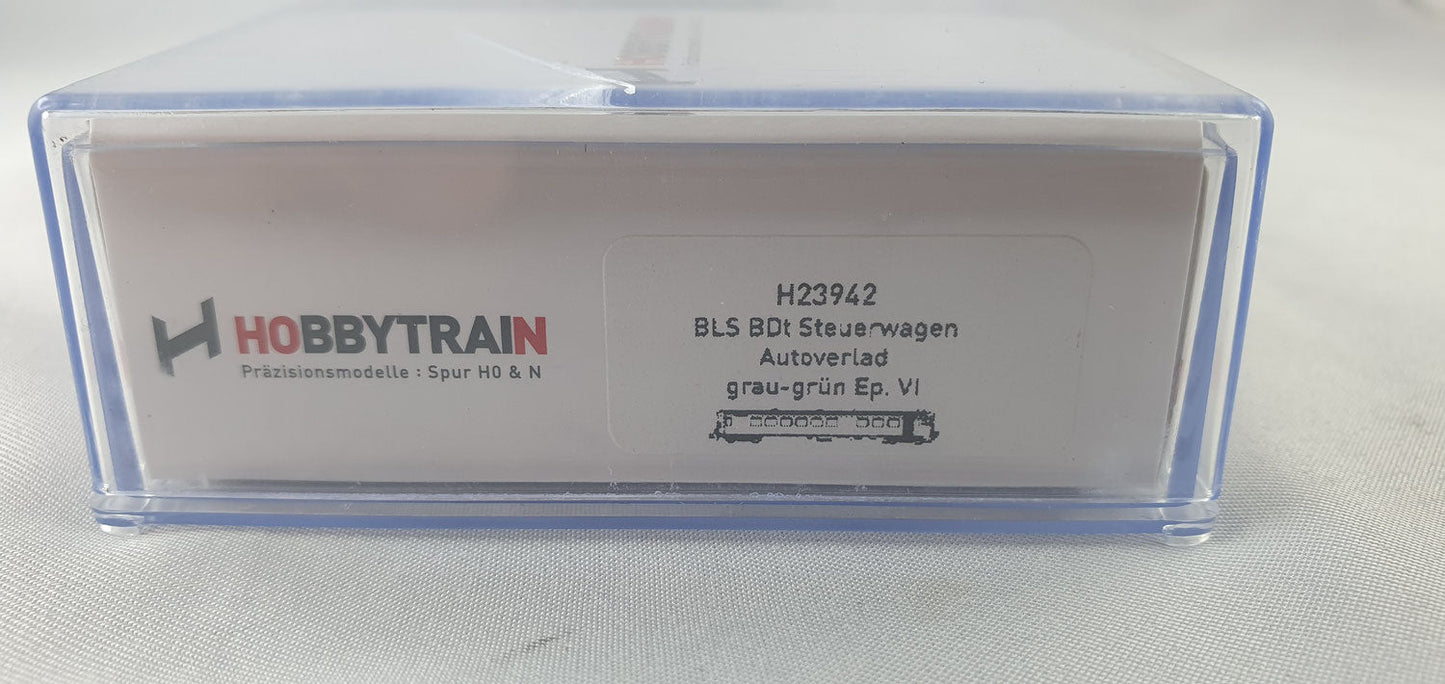 HOBBYTRAIN
Präzisionsmodelle : Spur H0 & N
H23942
BLS BDt Steuerwagen
Autoverlad
grau-grün Ep. VI